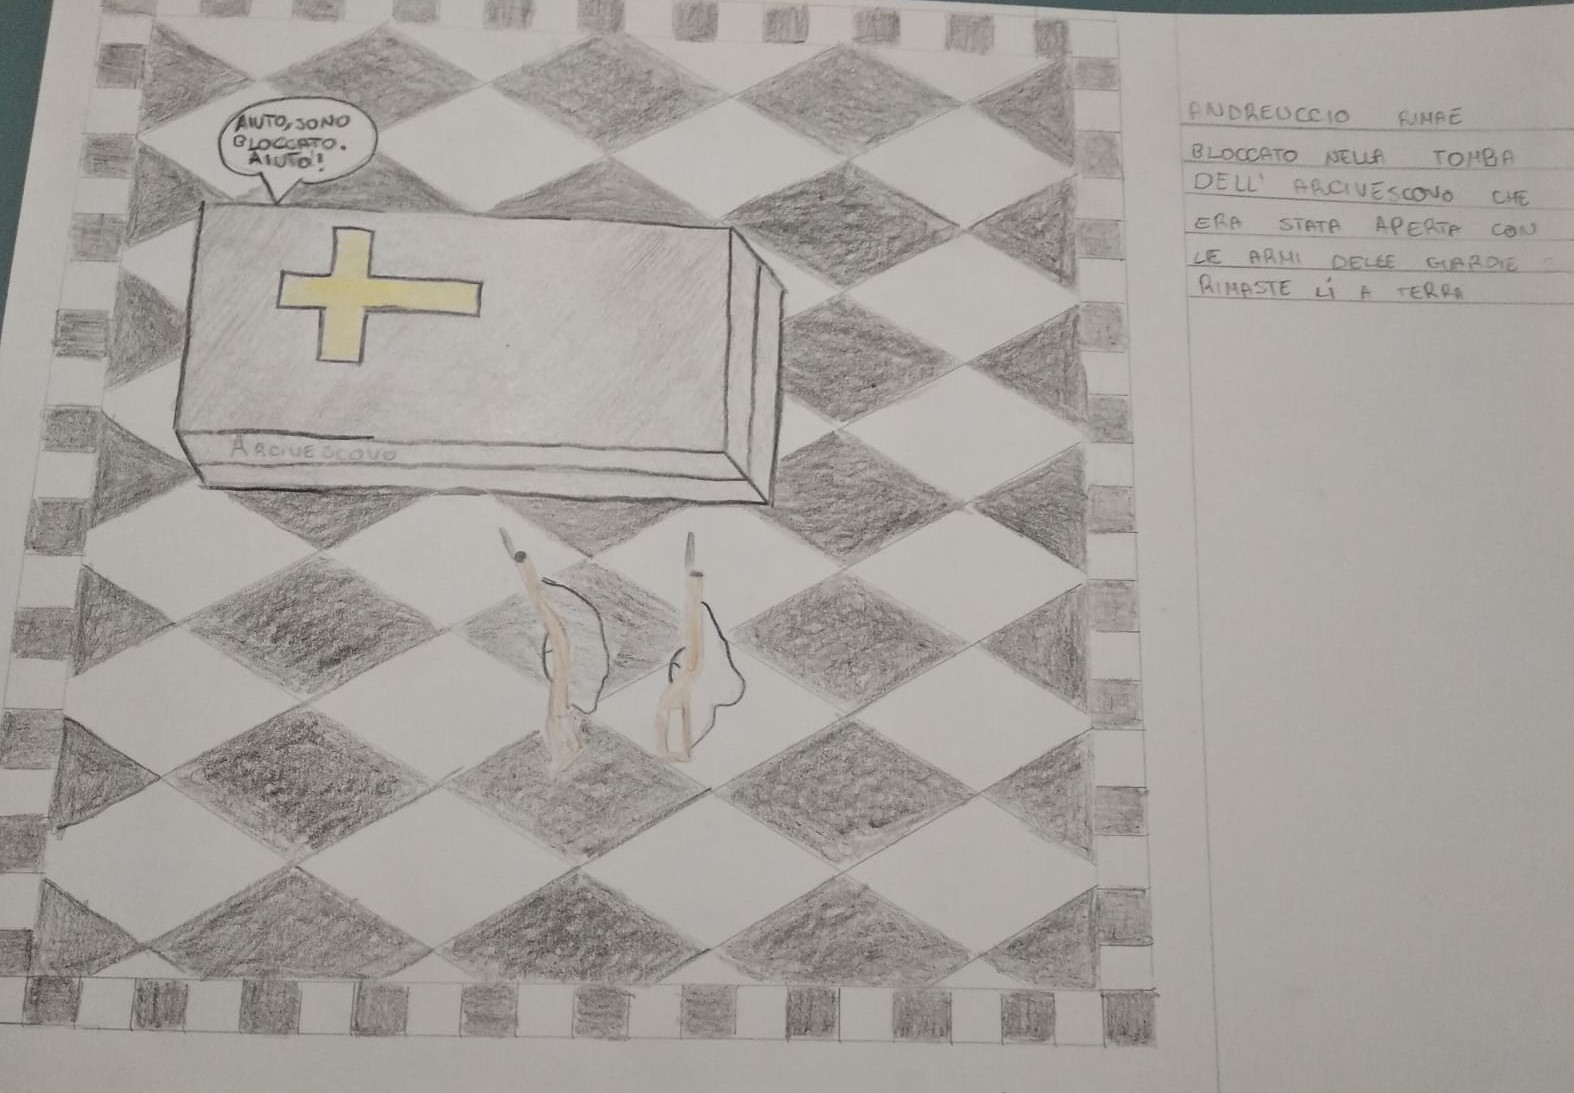 AIUTO, SONO
BLOCCATO.
AIUTO!
ARCIVESCOVO
ANDREUCCIO RIMAE
BLOCCATO NELLA TOMBA
DELL' ARCIVESCOVO CHE
ERA STATA APERTA CON
LE ARMI DELLE GUARDIE
RIMASTE LÌ A TERRA